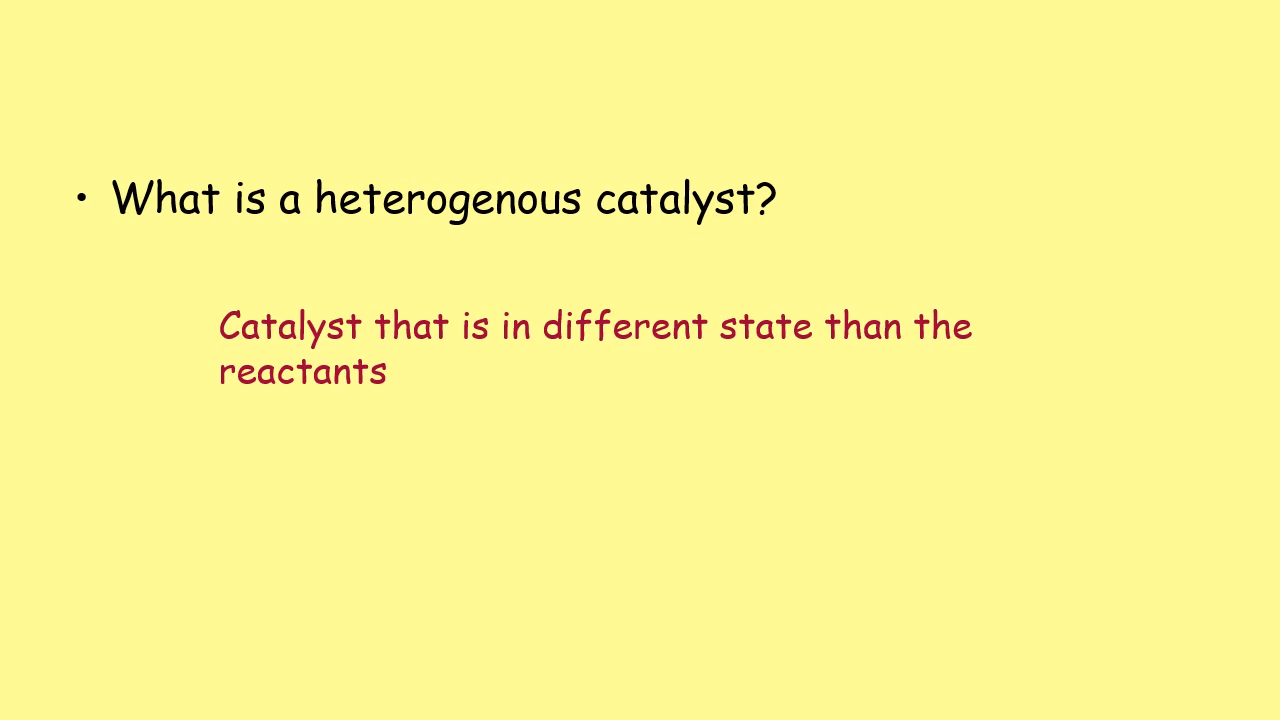 • What is a heterogenous catalyst?
Catalyst that is in different state than the
reactants